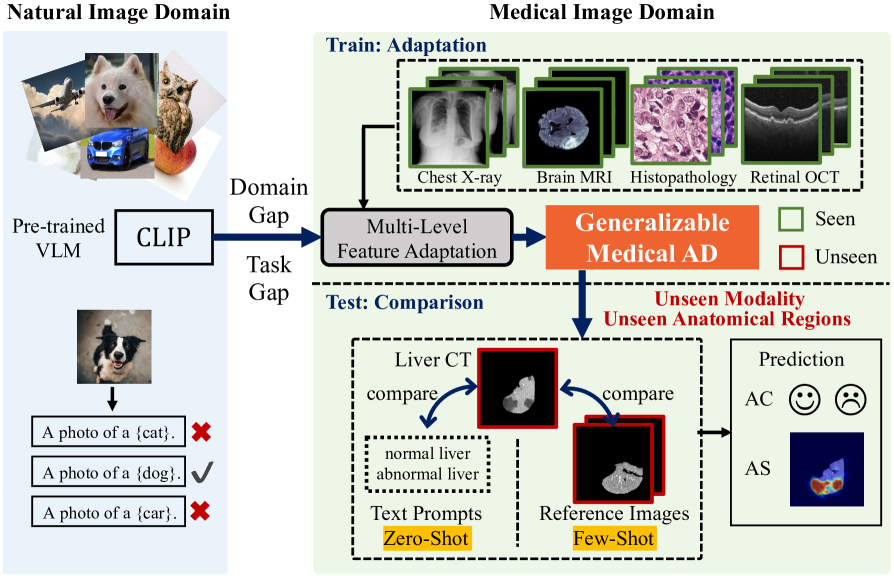 Natural Image Domain
Medical Image Domain
Train: Adaptation
Chest X-ray
Brain MRI
Histopathology
Retinal OCT
Domain
Gap
Pre-trained
VLM
CLIP
Task
Gap
Multi-Level
Feature Adaptation
Generalizable
Medical AD
Seen
Unseen
Test: Comparison
Unseen Modality
Unseen Anatomical Regions
A photo of a {cat}.
A photo of a {dog}.
A photo of a {car}.
Liver CT
compare
compare
normal liver
abnormal liver
Text Prompts
Zero-Shot
Reference Images
Few-Shot
Prediction
AC
AS